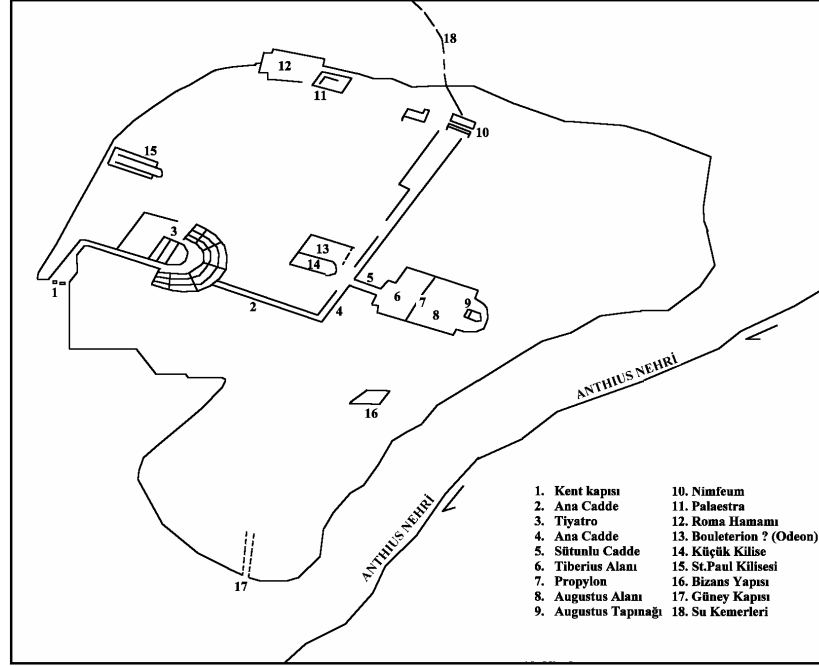 18
12
11
10
15
3
13
14
5
1
2
4
6
7
8
9
ANTHIUS NEHRİ
16
ANTHIUS NEHRİ
17
1. Kent kapısı
2. Ana Cadde
3. Tiyatro
4. Ana Cadde
5. Sütunlu Cadde
6. Tiberius Alanı
7. Propylon
8. Augustus Alanı
9. Augustus Tapınağı
10. Nimfeum
11. Palaestra
12. Roma Hamamı
13. Bouleterion ? (Odeon)
14. Küçük Kilise
15. St.Paul Kilisesi
16. Bizans Yapısı
17. Güney Kapısı
18. Su Kemerleri